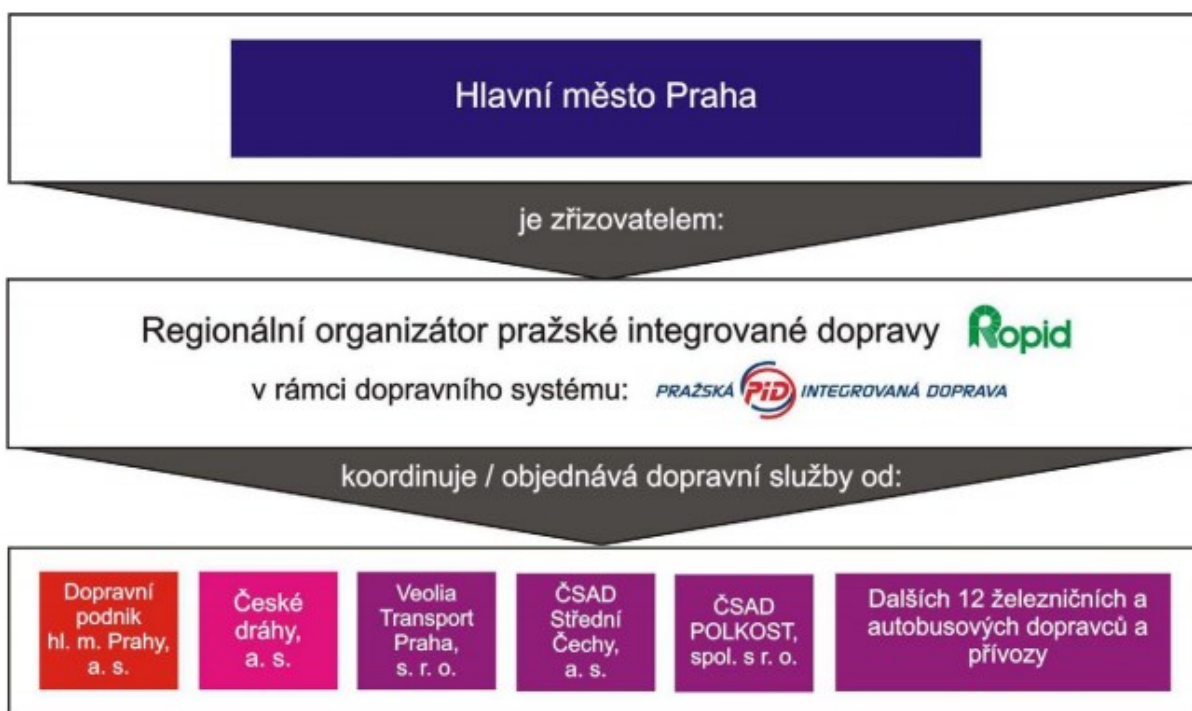 Hlavní město Praha
je zřizovatelem:
Regionální organizátor pražské integrované dopravy Ropid
v rámci dopravního systému: PRAŽSKÁ PID INTEGROVANÁ DOPRAVA
koordinuje / objednává dopravní služby od:
Dopravní
podnik
hl. m. Prahy,
a. s.
České
dráhy,
a. s.
Veolia
Transport
Praha,
s. r. o.
ČSAD
Střední
Čechy,
a. s.
ČSAD
POLKOST,
spol. s r. o.
Dalších 12 železničních a
autobusových dopravců a
přívozy